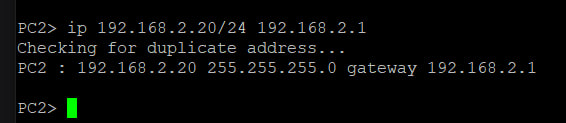 PC2> ip 192.168.2.20/24 192.168.2.1
Checking for duplicate address...
PC2 : 192.168.2.20 255.255.255.0 gateway 192.168.2.1
PC2>